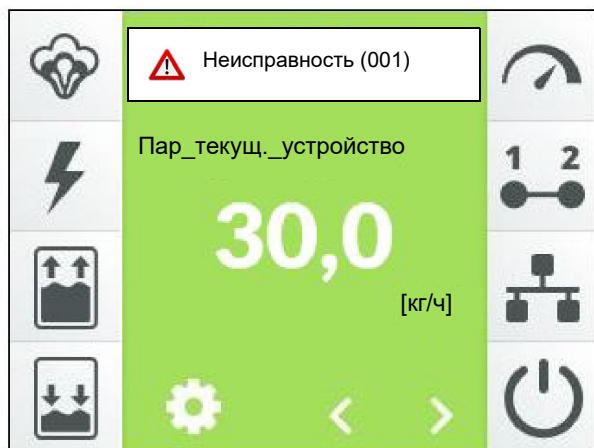 Неисправность (001)
Пар_текущ._устройство
1 2
30,0
[кг/ч]